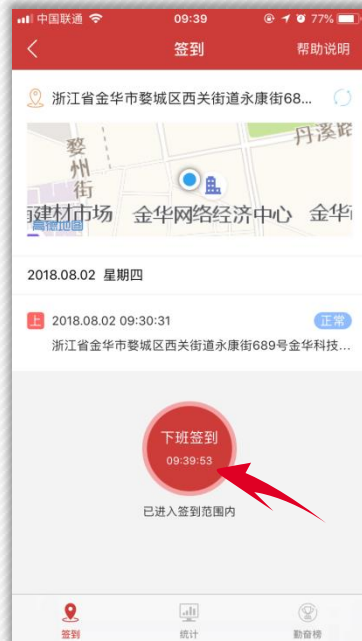 中国联通 09:39 77%
签到 帮助说明
浙江省金华市婺城区西关街道永康街68...
丹溪路
婺州街
建材市场 金华网络经济中心 金华
高德地图
2018.08.02 星期四
上 2018.08.02 09:30:31 正常
浙江省金华市婺城区西关街道永康街689号金华科技...
下班签到
09:39:53
已进入签到范围内
签到 统计 勤奋榜